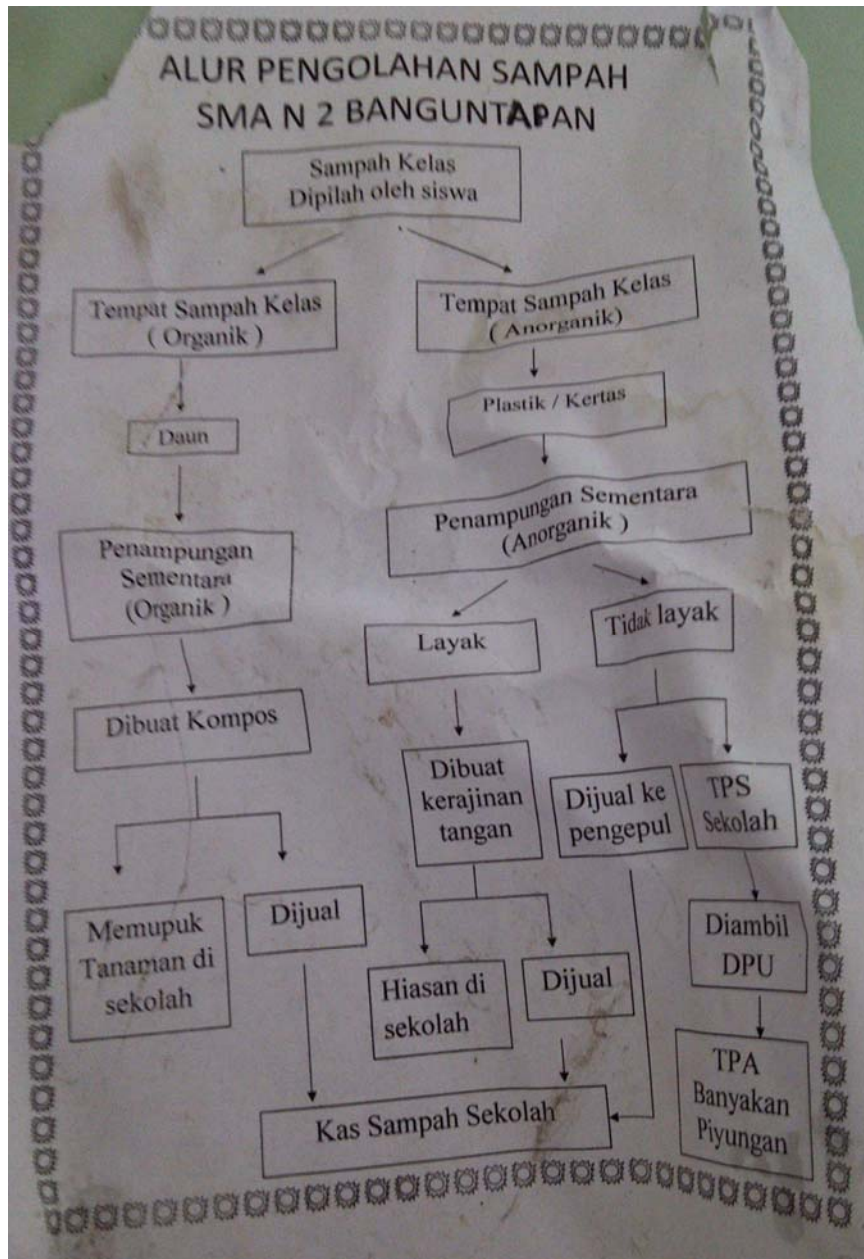 ALUR PENGOLAHAN SAMPAH
SMA N 2 BANGUNTAPAN
Sampah Kelas
Dipilah oleh siswa
Tempat Sampah Kelas
( Organik )
Tempat Sampah Kelas
( Anorganik)
Daun
Plastik / Kertas
Penampungan
Sementara
(Organik )
Penampungan Sementara
(Anorganik )
Layak
Tidak layak
Dibuat Kompos
Dibuat
kerajinan
tangan
Dijual ke
pengepul
TPS
Sekolah
Memupuk
Tanaman di
sekolah
Dijual
Hiasan di
sekolah
Dijual
Diambil
DPU
Kas Sampah Sekolah
TPA
Banyakan
Piyungan